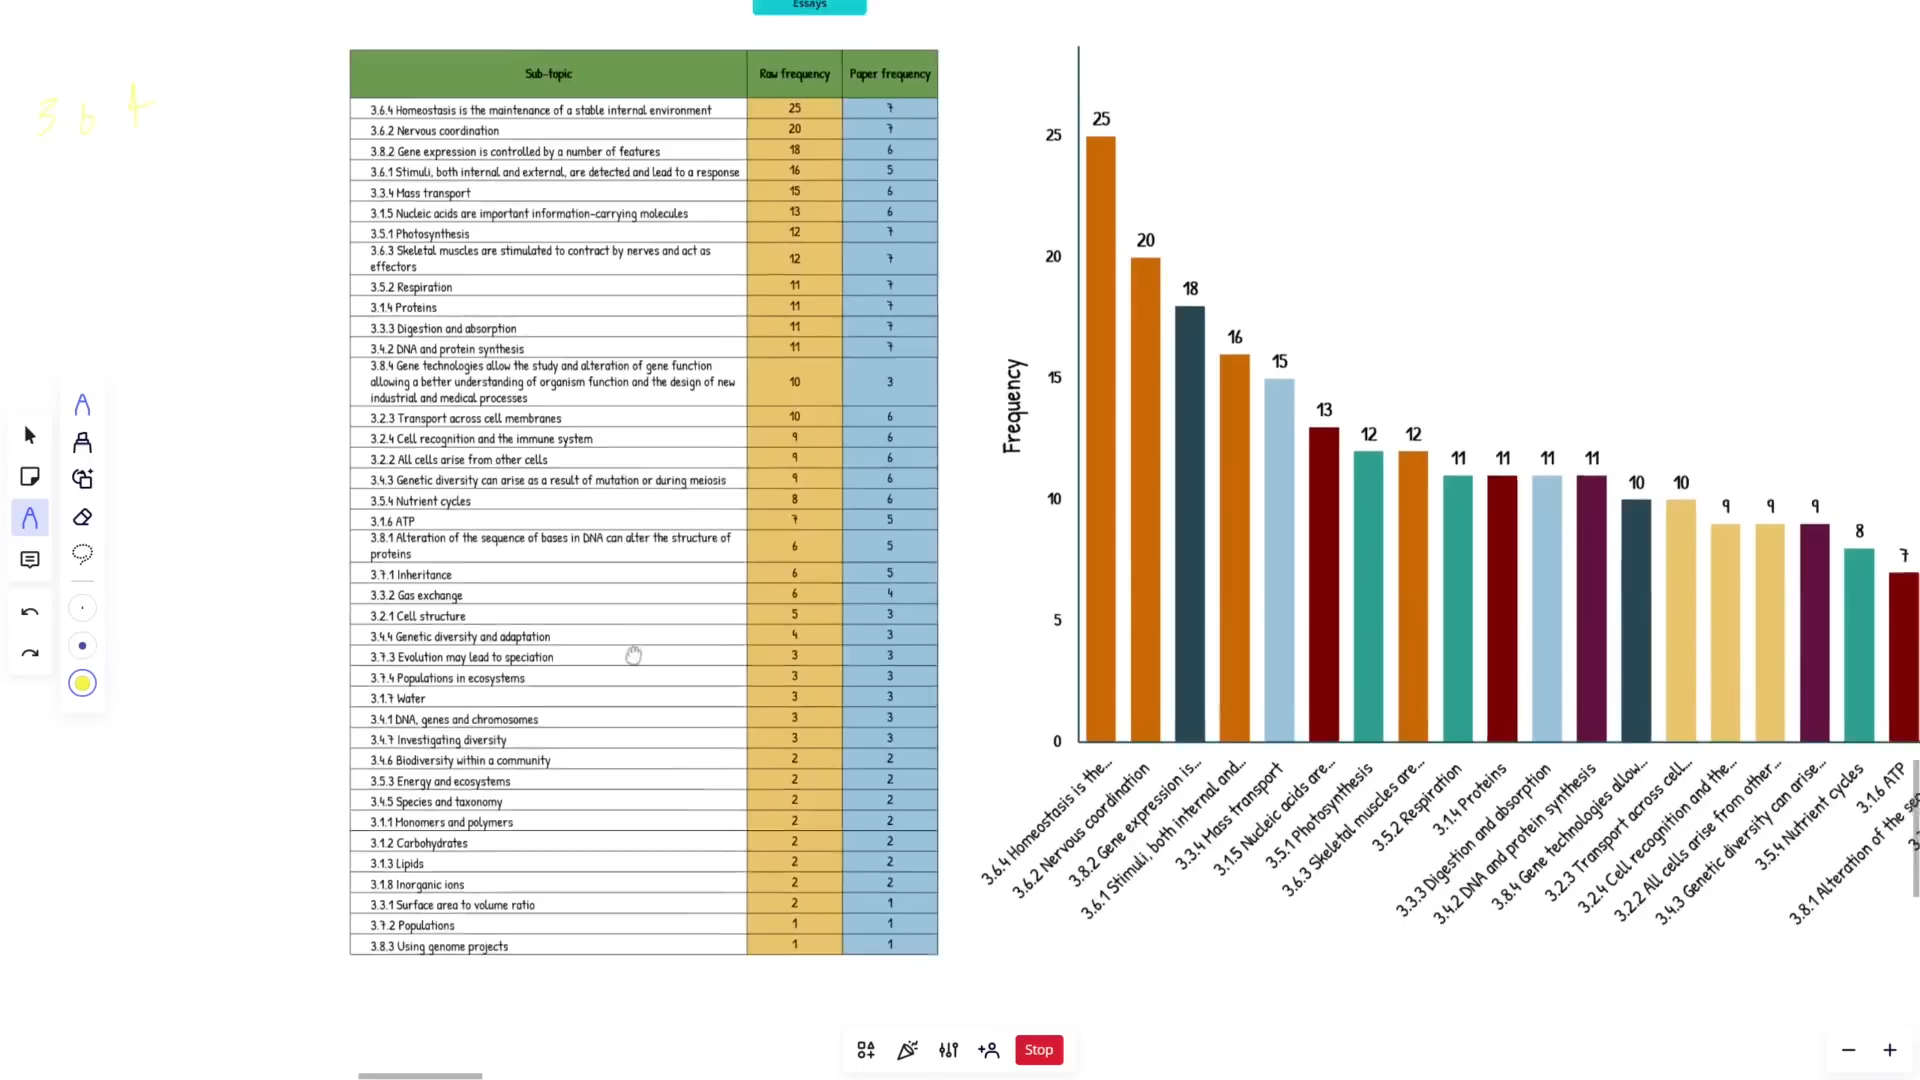 Essays
3 6 4
Sub-topic Raw frequency Paper frequency
3.6.4 Homeostasis is the maintenance of a stable internal environment 25 7
3.6.2 Nervous coordination 20 7
3.8.2 Gene expression is controlled by a number of features 18 6
3.6.1 Stimuli, both internal and external, are detected and lead to a response 16 5
3.3.4 Mass transport 15 6
3.1.5 Nucleic acids are important information-carrying molecules 13 6
3.5.1 Photosynthesis 12 7
3.6.3 Skeletal muscles are stimulated to contract by nerves and act as
effectors 12 7
3.5.2 Respiration 11 7
3.1.4 Proteins 11 7
3.3.3 Digestion and absorption 11 7
3.4.2 DNA and protein synthesis 11 7
3.8.4 Gene technologies allow the study and alteration of gene function
allowing a better understanding of organism function and the design of new
industrial and medical processes 10 3
3.2.3 Transport across cell membranes 10 6
3.2.4 Cell recognition and the immune system 9 6
3.2.2 All cells arise from other cells 9 6
3.4.3 Genetic diversity can arise as a result of mutation or during meiosis 9 6
3.5.4 Nutrient cycles 8 6
3.1.6 ATP 7 5
3.8.1 Alteration of the sequence of bases in DNA can alter the structure of
proteins 6 5
3.7.1 Inheritance 6 5
3.3.2 Gas exchange 6 4
3.2.1 Cell structure 5 3
3.4.4 Genetic diversity and adaptation 4 3
3.7.3 Evolution may lead to speciation 3 3
3.7.4 Populations in ecosystems 3 3
3.1.7 Water 3 3
3.4.1 DNA, genes and chromosomes 3 3
3.4.7 Investigating diversity 3 3
3.4.6 Biodiversity within a community 2 2
3.5.3 Energy and ecosystems 2 2
3.4.5 Species and taxonomy 2 2
3.1.1 Monomers and polymers 2 2
3.1.2 Carbohydrates 2 2
3.1.3 Lipids 2 2
3.1.8 Inorganic ions 2 2
3.3.1 Surface area to volume ratio 2 1
3.7.2 Populations 1 1
3.8.3 Using genome projects 1 1
Frequency
25
20
15
10
5
0
25 20 18 16 15 13 12 12 11 11 11 11 10 10 9 9 9 8 7
3.6.4 Homeostasis is the...
3.6.2 Nervous coordination
3.8.2 Gene expression is...
3.6.1 Stimuli, both internal and...
3.3.4 Mass transport
3.1.5 Nucleic acids are...
3.5.1 Photosynthesis
3.6.3 Skeletal muscles are...
3.5.2 Respiration
3.1.4 Proteins
3.3.3 Digestion and absorption
3.4.2 DNA and protein synthesis
3.8.4 Gene technologies allow...
3.2.3 Transport across cell...
3.2.4 Cell recognition and the...
3.2.2 All cells arise from other...
3.4.3 Genetic diversity can arise...
3.5.4 Nutrient cycles
3.1.6 ATP
3.8.1 Alteration of the
Stop